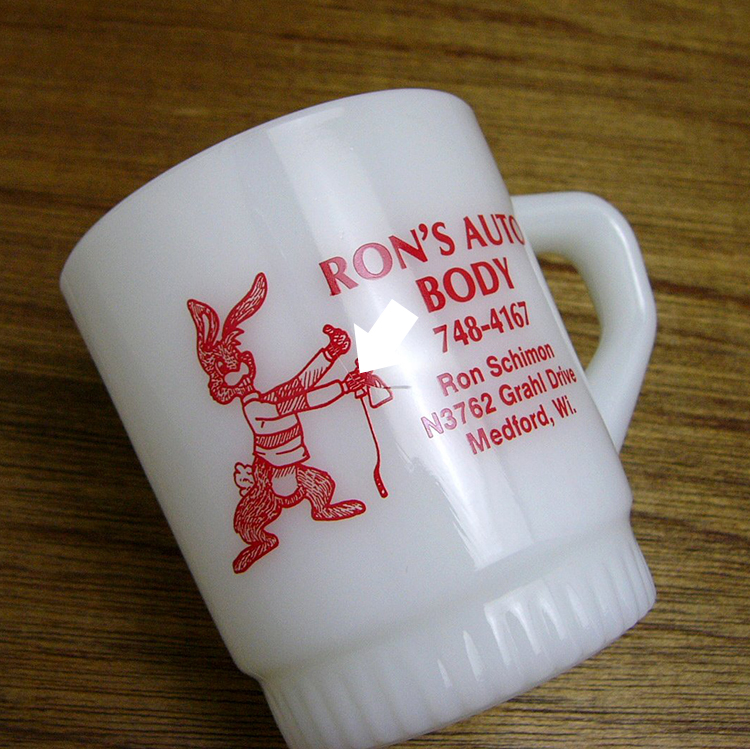 RON'S AUTO
BODY
748-4167
Ron Schimon
N3762 Grahl Drive
Medford, Wi.